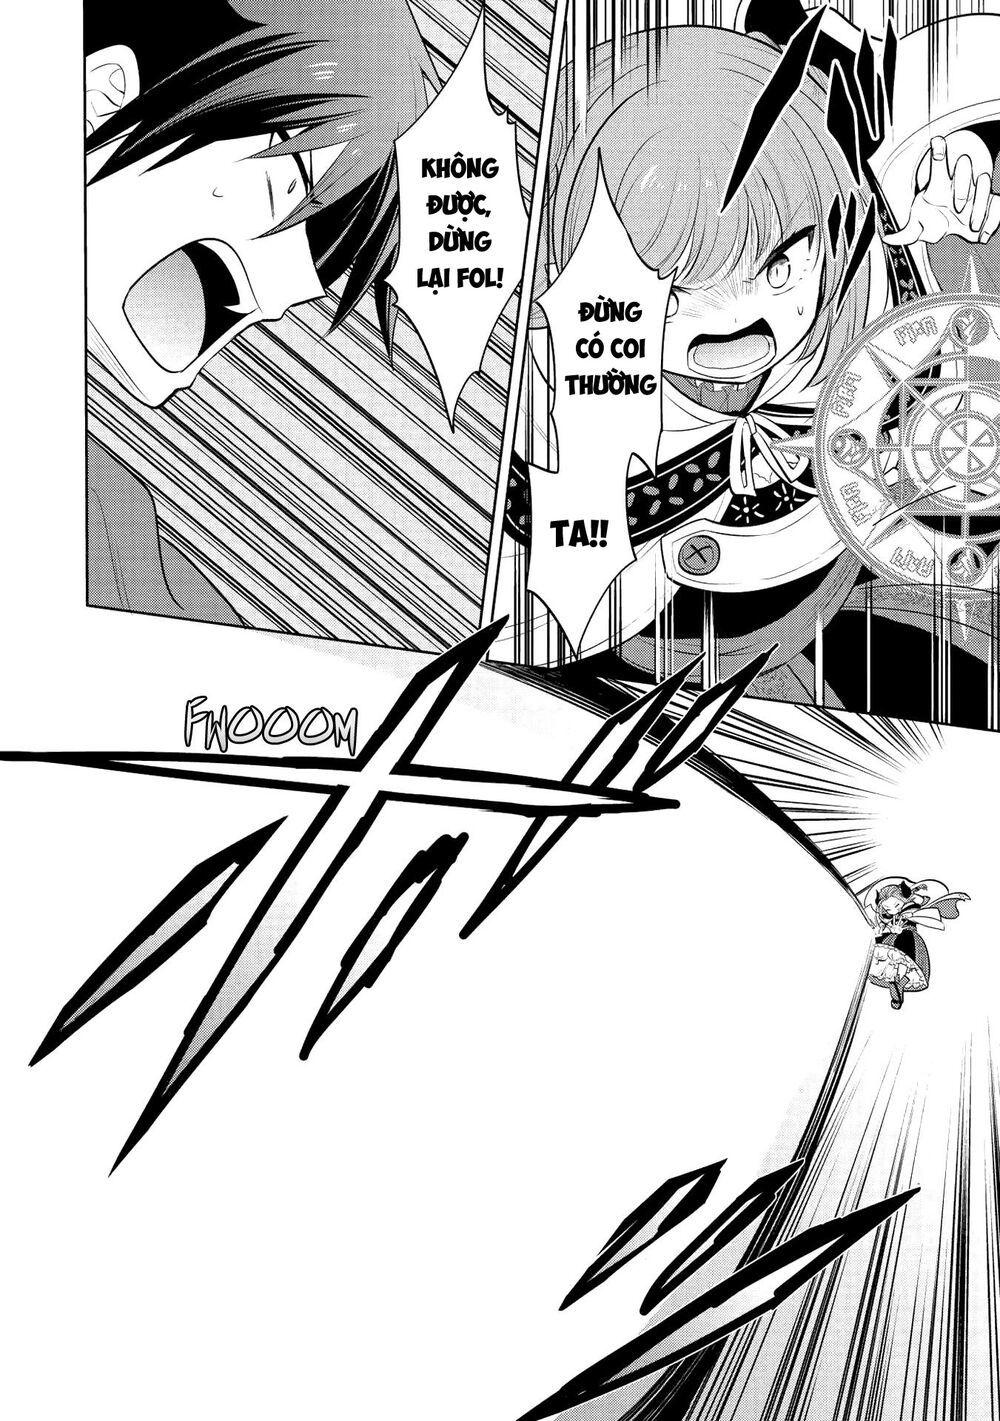 ĐỪNG
CÓ COI
THƯỜNG
TA!!
KHÔNG
ĐƯỢC,
DỪNG
LẠI FOL!
FWOOOM